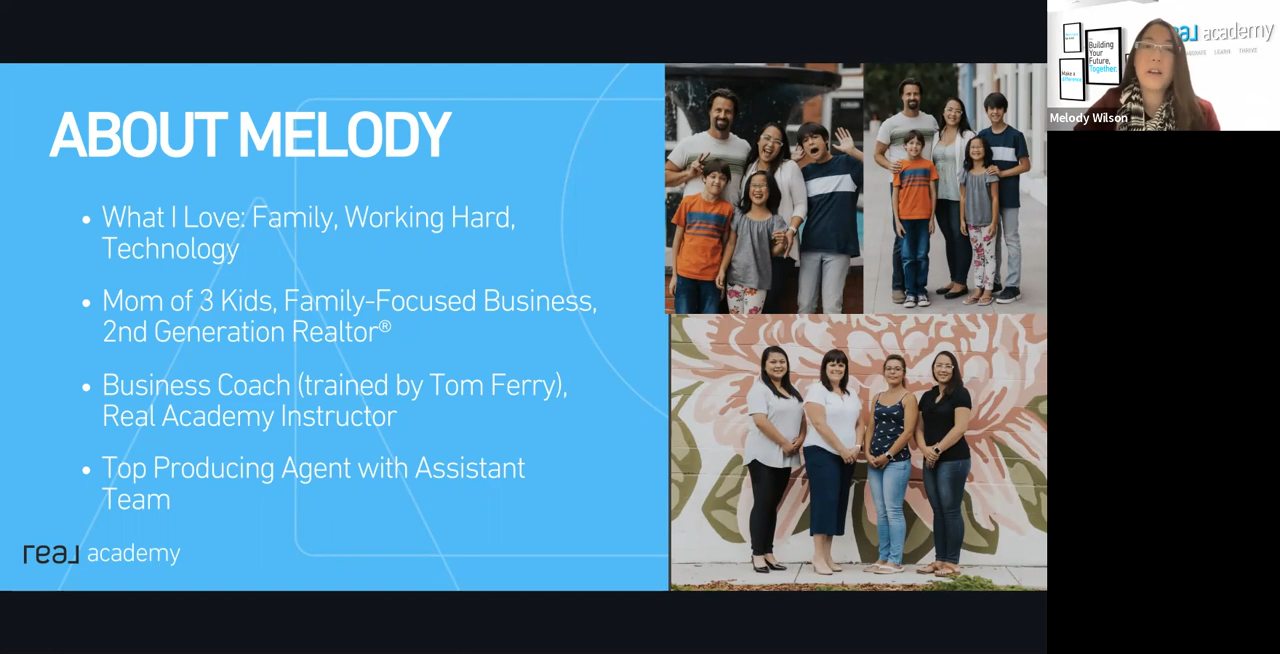 ABOUT MELODY
• What I Love: Family, Working Hard,
Technology
• Mom of 3 Kids, Family-Focused Business,
2nd Generation Realtor®
• Business Coach (trained by Tom Ferry),
Real Academy Instructor
• Top Producing Agent with Assistant
Team
real academy
Building
Your
Future,
Together.
Make a
difference
real academy
LEARN THRIVE
Melody Wilson